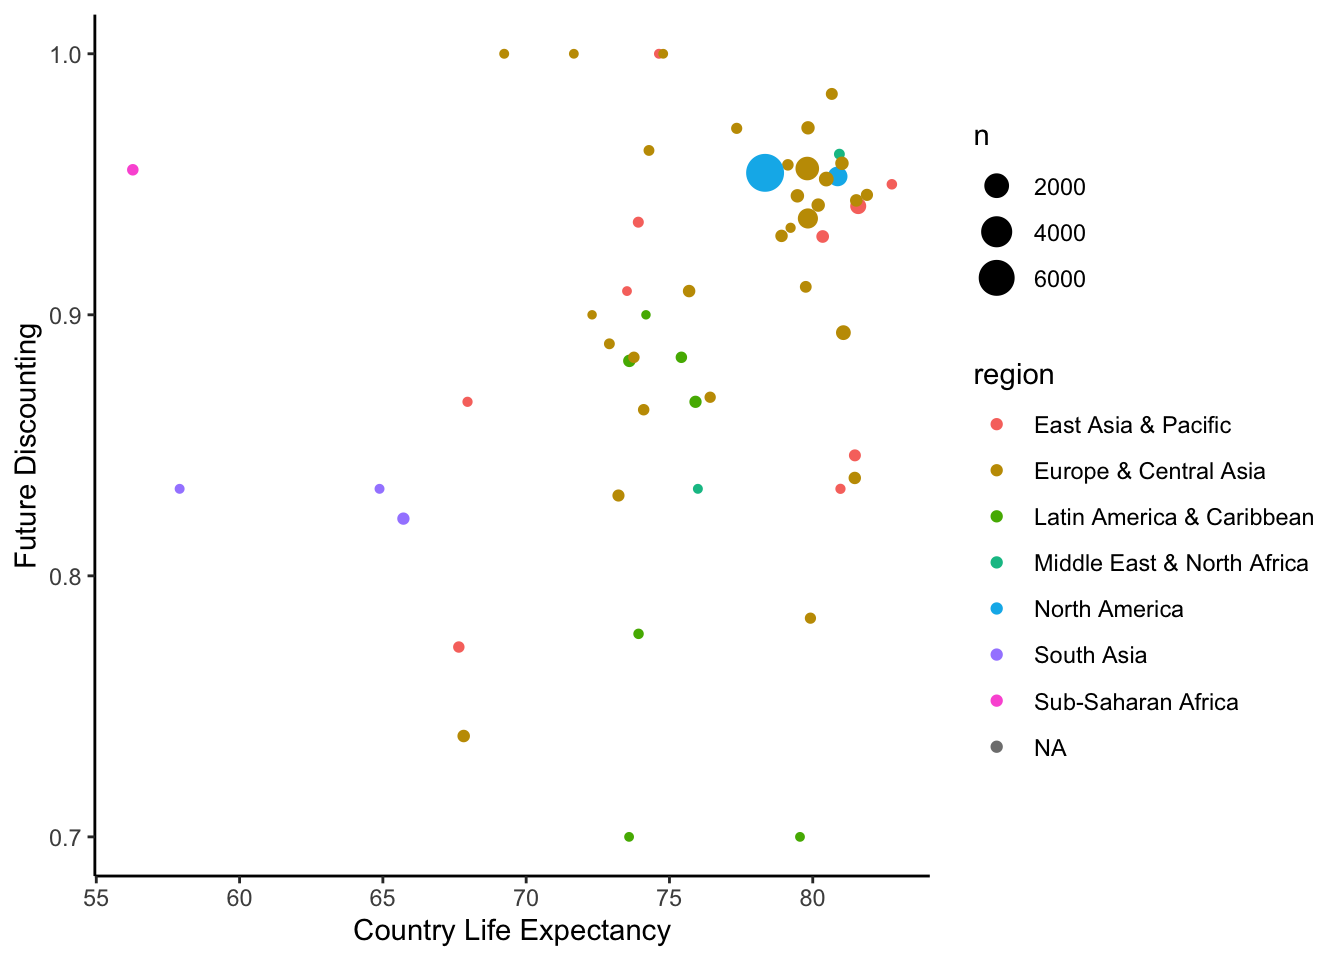 1.0
0.9
0.8
0.7
Future Discounting
55
60
65
70
75
80
Country Life Expectancy
n
2000
4000
6000
region
East Asia & Pacific
Europe & Central Asia
Latin America & Caribbean
Middle East & North Africa
North America
South Asia
Sub-Saharan Africa
NA